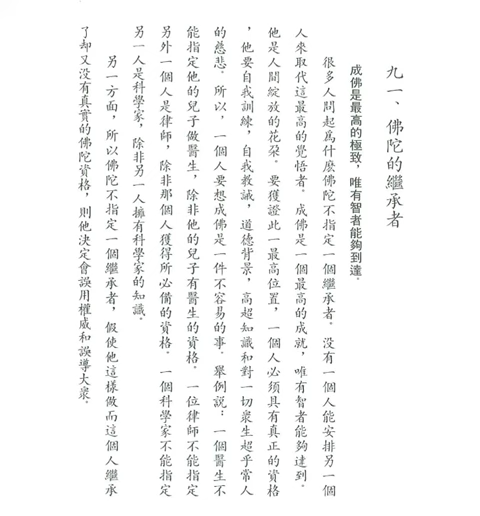 九一、佛陀的繼承者
成佛是最高的極致，唯有智者能夠到達。
很多人問起爲什麽佛陀不指定一個繼承者。没有一個人能安排另一個
人來取代這最高的覺悟者。成佛是一個最高的成就，唯有智者能夠達到。
他是人間綻放的花朶。要獲證此一最高位置，一個人必須具有真正的資格
，他要自我訓練，自我教誡，道德背景，高超知識和對一切衆生超乎常人
的慈悲。所以，一個人要想成佛是一件不容易的事。舉例說：一個醫生不
能指定他的兒子做醫生，除非他的兒子有醫生的資格。一位律師不能指定
另外一個人是律師，除非那個人獲得所必備的資格。一個科學家不能指定
另一人是科學家，除非另一人擁有科學家的知識。
另一方面，所以佛陀不指定一個繼承者，假使他這樣做而這個人繼承
了却又没有真實的佛陀資格，則他決定會誤用權威和誤導大衆。